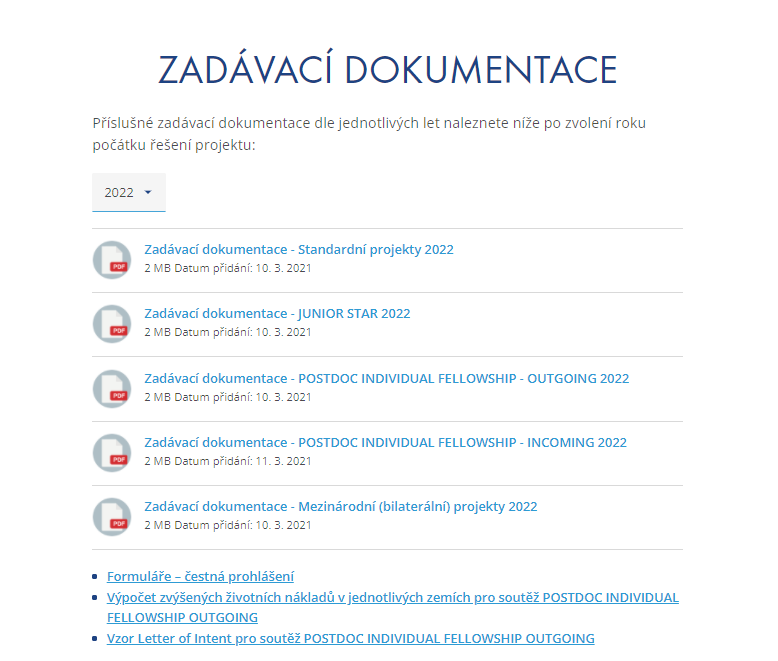 ZADÁVACÍ DOKUMENTACE
Příslušné zadávací dokumentace dle jednotlivých let naleznete níže po zvolení roku
počátku řešení projektu:
2022
Zadávací dokumentace - Standardní projekty 2022
PDF
2 MB Datum přidání: 10. 3. 2021
Zadávací dokumentace - JUNIOR STAR 2022
PDF
2 MB Datum přidání: 10. 3. 2021
Zadávací dokumentace - POSTDOC INDIVIDUAL FELLOWSHIP - OUTGOING 2022
PDF
2 MB Datum přidání: 10. 3. 2021
Zadávací dokumentace - POSTDOC INDIVIDUAL FELLOWSHIP - INCOMING 2022
PDF
2 MB Datum přidání: 11. 3. 2021
Zadávací dokumentace - Mezinárodní (bilaterální) projekty 2022
PDF
2 MB Datum přidání: 10. 3. 2021
Formuláře – čestná prohlášení
Výpočet zvýšených životních nákladů v jednotlivých zemích pro soutěž POSTDOC INDIVIDUAL
FELLOWSHIP OUTGOING
Vzor Letter of Intent pro soutěž POSTDOC INDIVIDUAL FELLOWSHIP OUTGOING